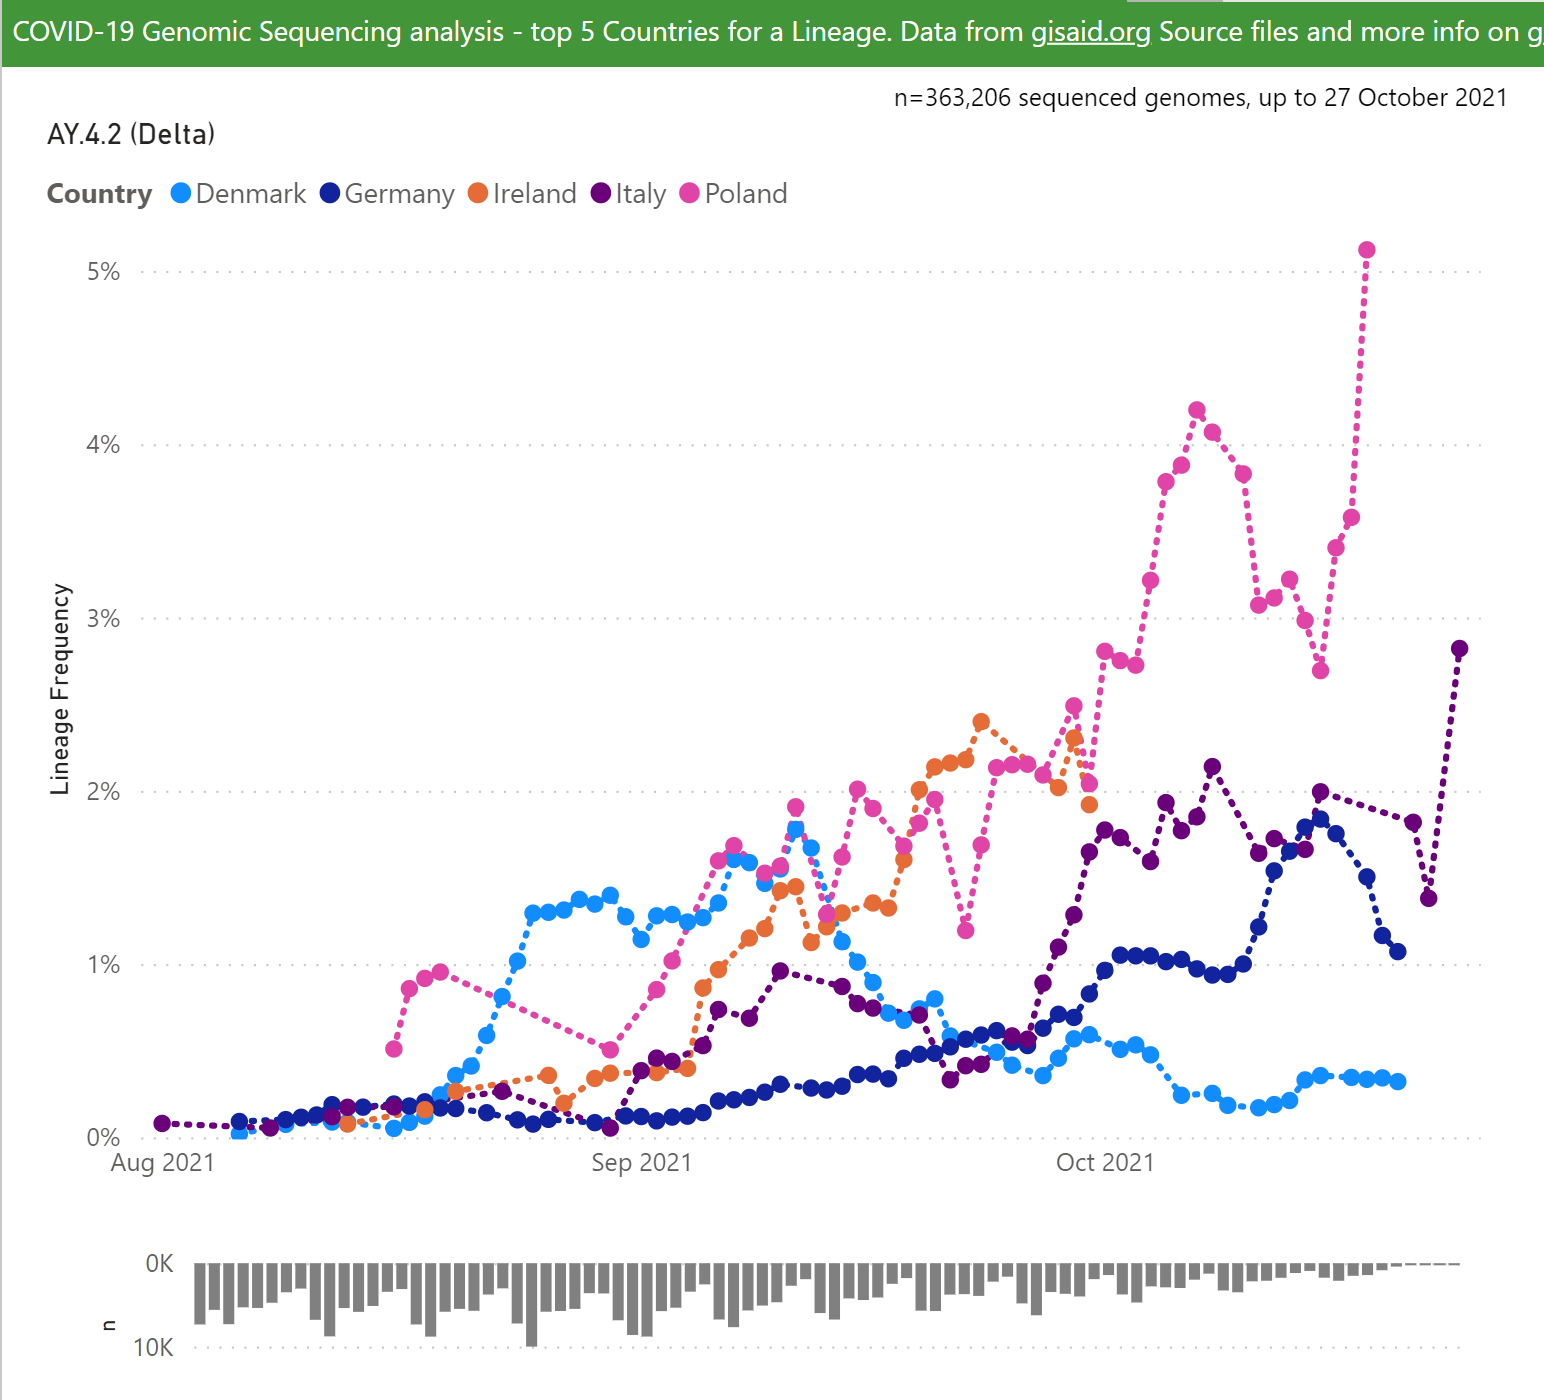 COVID-19 Genomic Sequencing analysis - top 5 Countries for a Lineage. Data from gisaid.org Source files and more info on g
n=363,206 sequenced genomes, up to 27 October 2021
AY.4.2 (Delta)
Country Denmark Germany Ireland Italy Poland
5%
4%
3%
2%
1%
0%
Lineage Frequency
Aug 2021 Sep 2021 Oct 2021
0K
n
10K